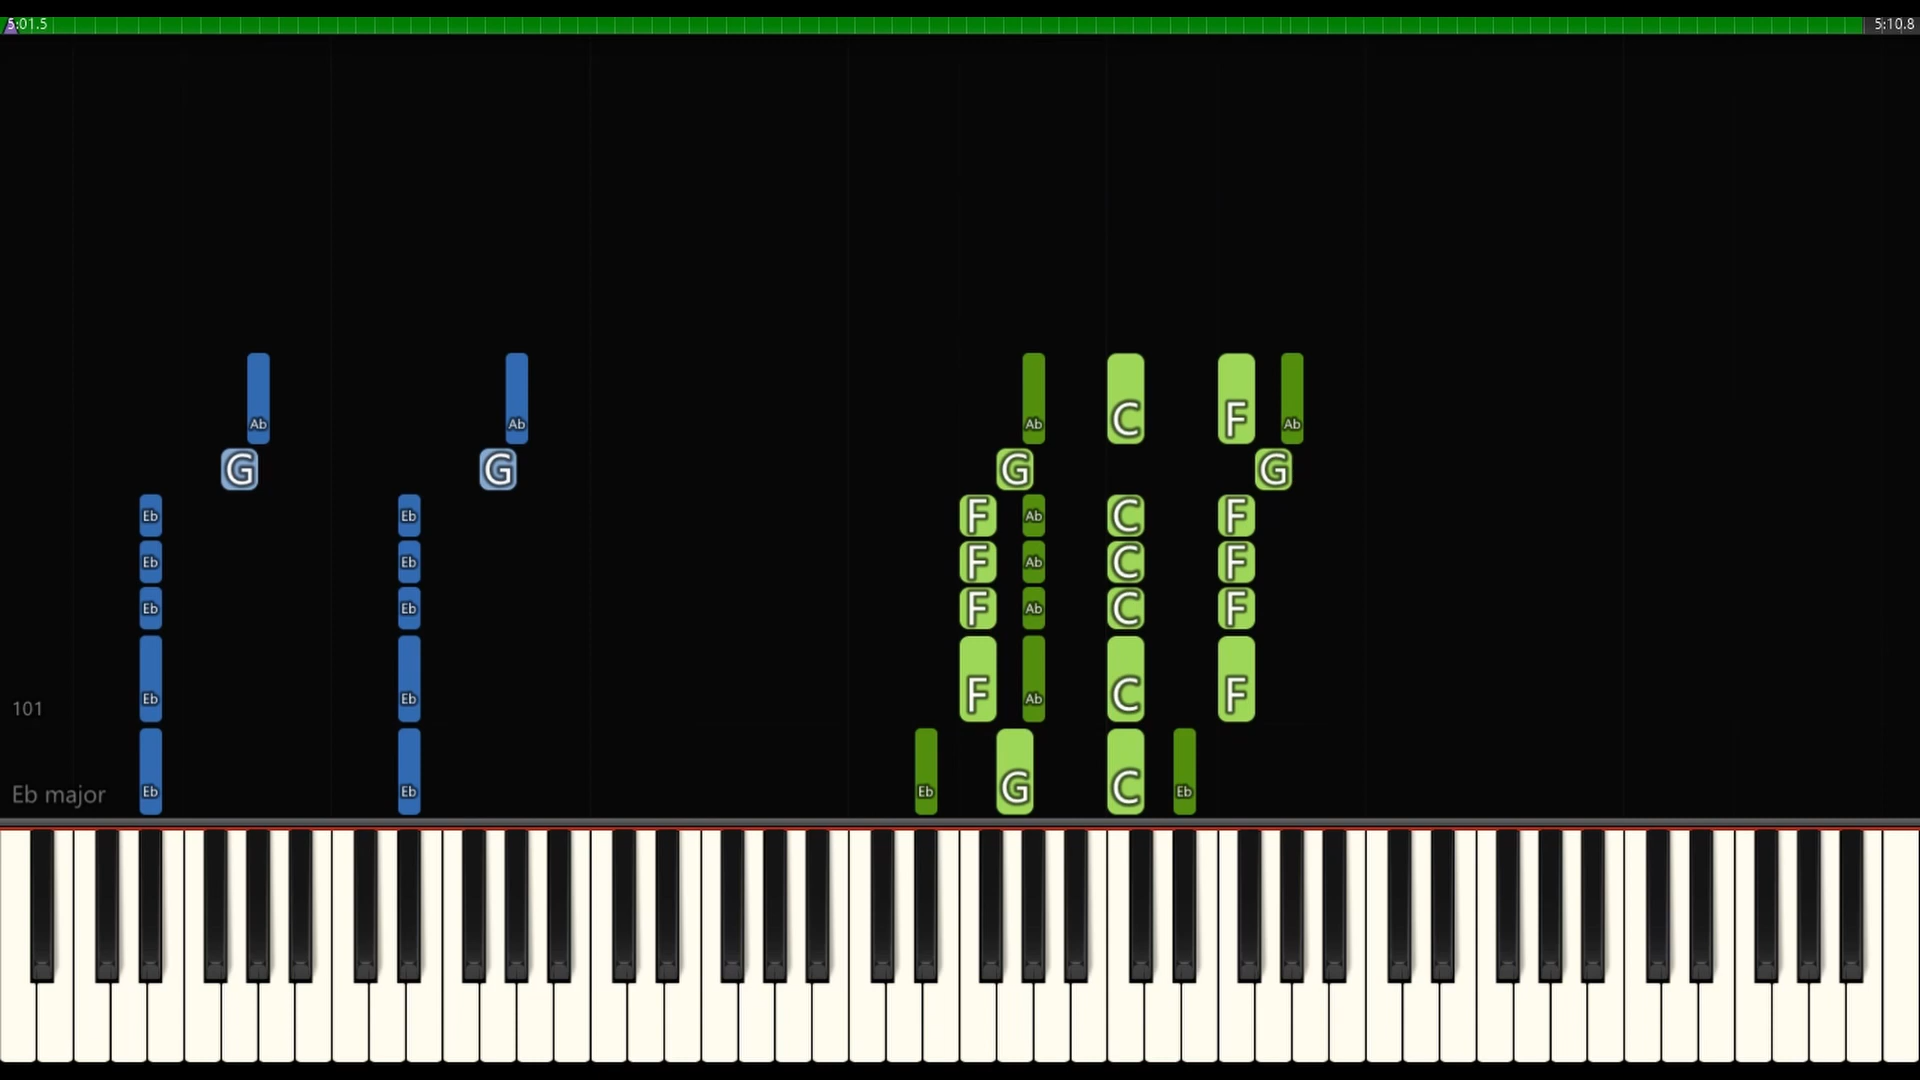 5:01.5 5:10.8
Ab Ab Ab C F Ab
G G G G
Eb Eb F Ab C F
Eb Eb F Ab C F
Eb Eb F Ab C F
Eb Eb F Ab C F
101
Eb major Eb Eb Eb G C Eb